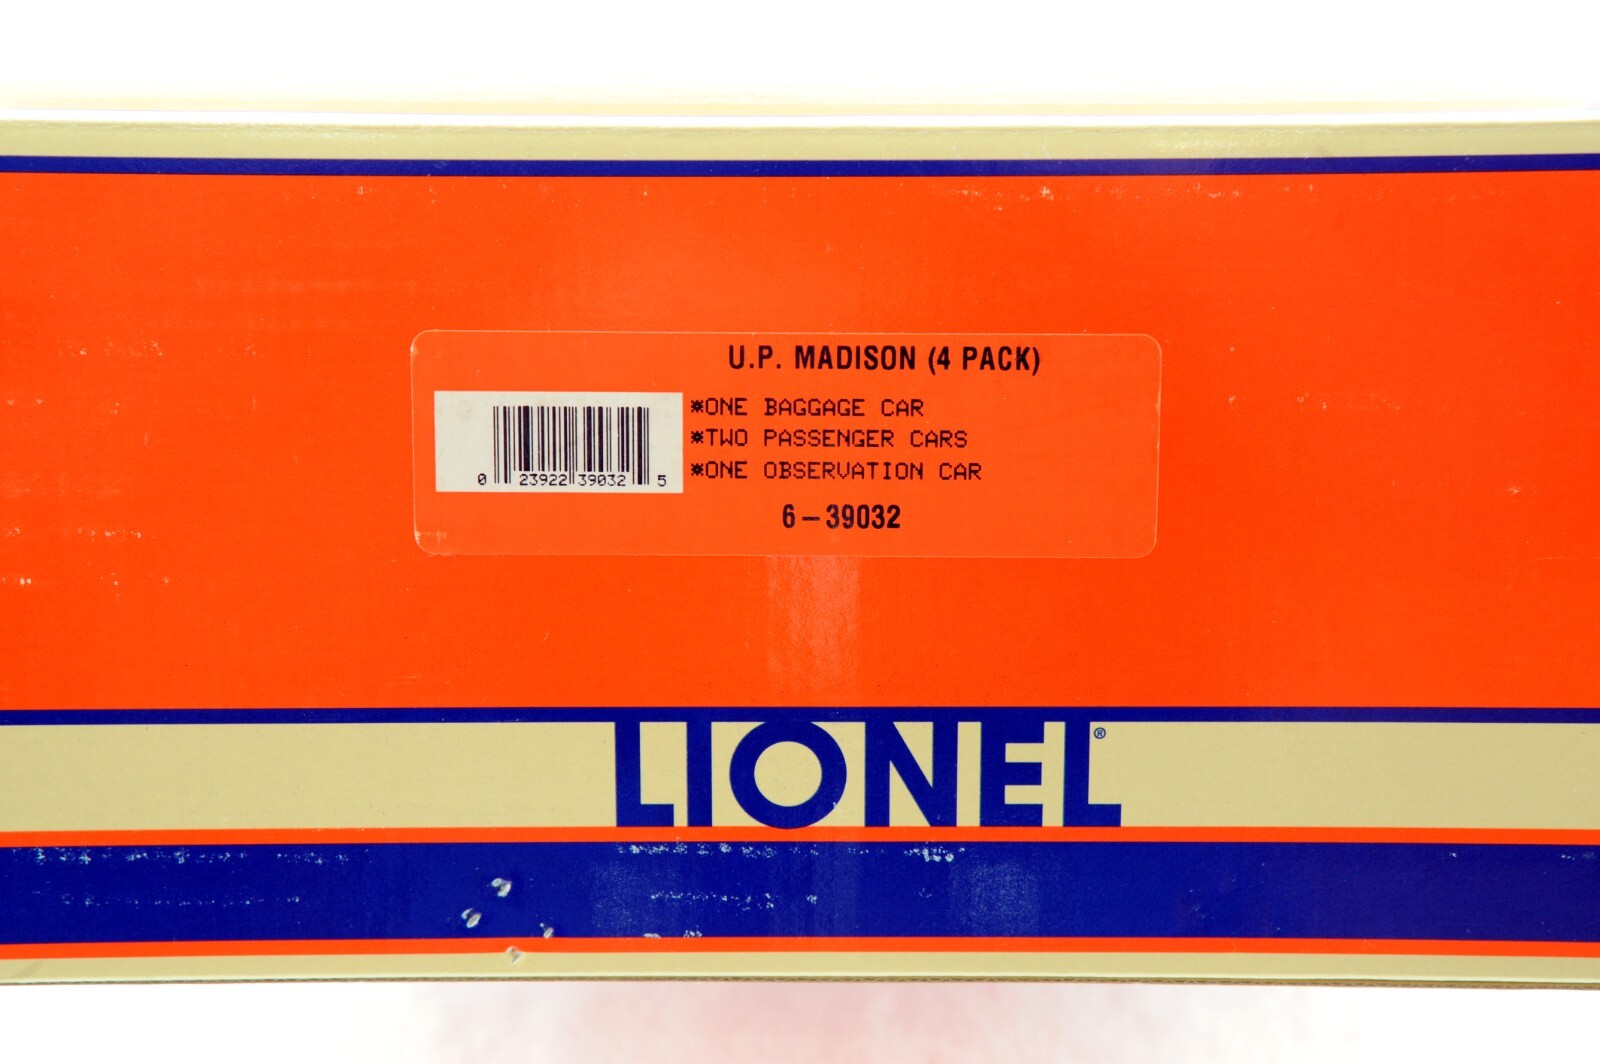 U.P. MADISON (4 PACK)
※ONE BAGGAGE CAR
※TWO PASSENGER CARS
※ONE OBSERVATION CAR
0 23922 39032 5
6-39032
LIONEL®